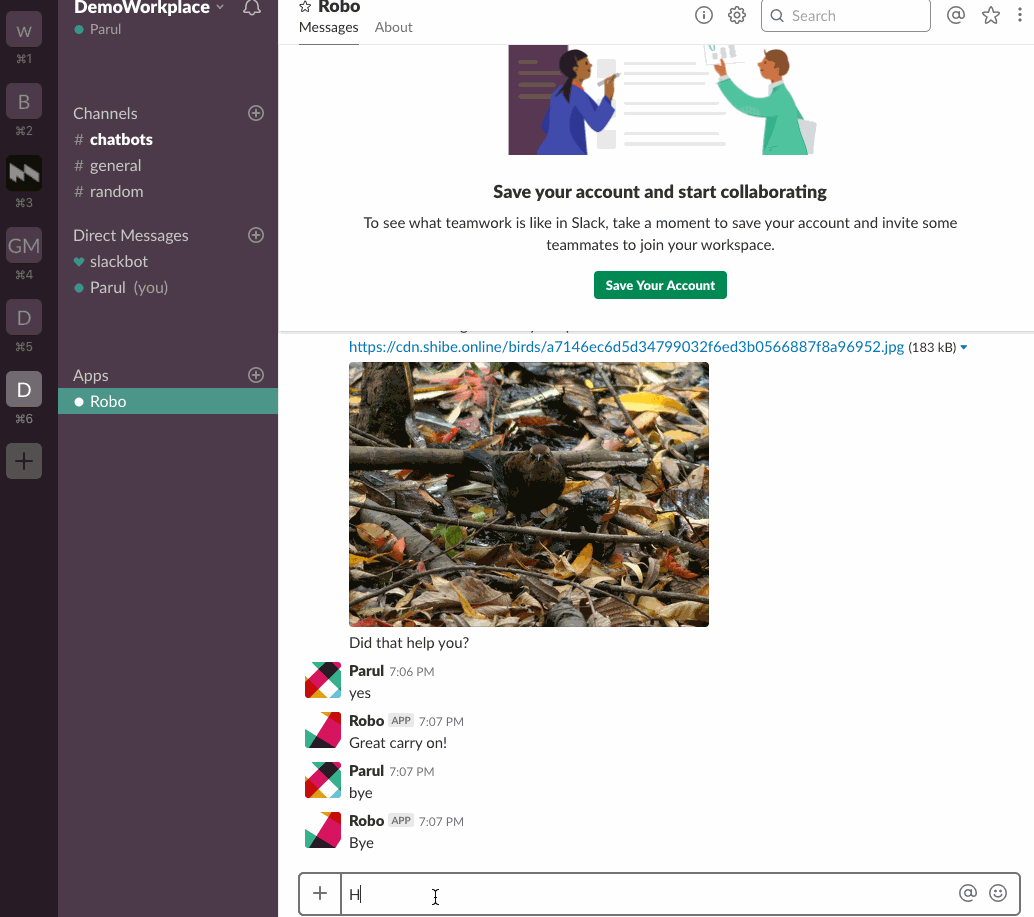 W
⌘1
B
⌘2
⌘3
GM
⌘4
D
⌘5
D
⌘6
DemoWorkplace
Parul
Channels
# chatbots
# general
# random
Direct Messages
slackbot
Parul (you)
Apps
Robo
Robo
Messages About
Search
Save your account and start collaborating
To see what teamwork is like in Slack, take a moment to save your account and invite some
teammates to join your workspace.
Save Your Account
https://cdn.shibe.online/birds/a7146ec6d5d34799032f6ed3b0566887f8a96952.jpg (183 kB)
Did that help you?
Parul 7:06 PM
yes
Robo APP 7:07 PM
Great carry on!
Parul 7:07 PM
bye
Robo APP 7:07 PM
Bye
H